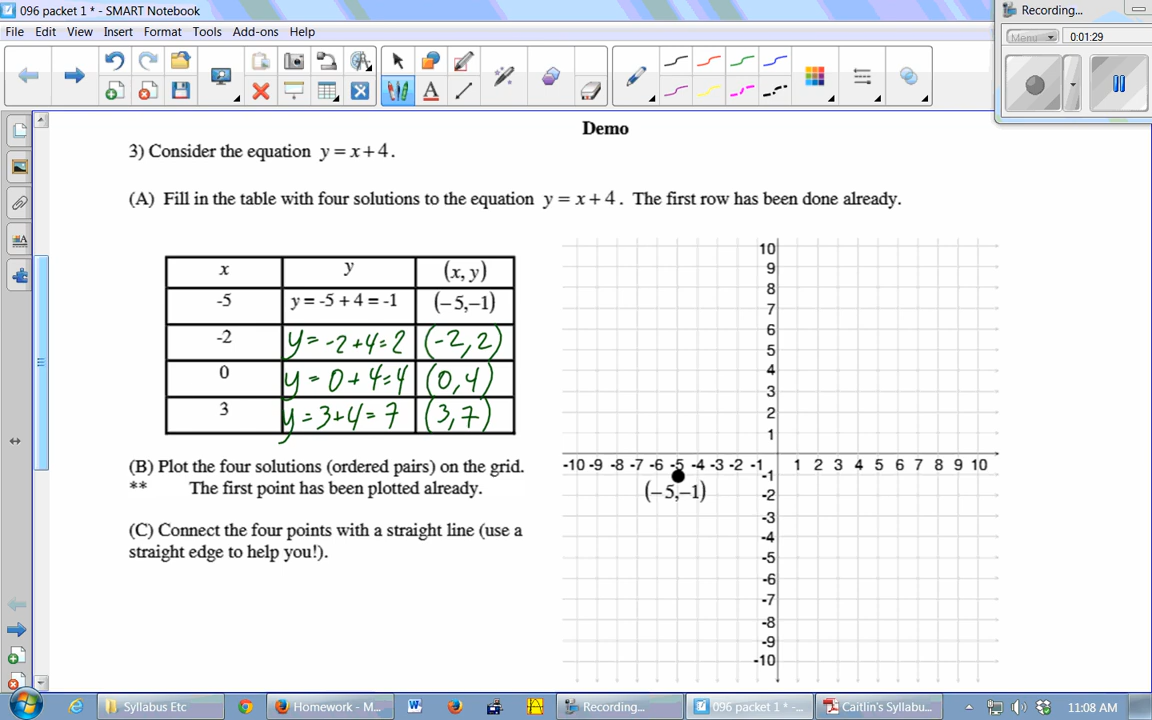 096 packet 1 * - SMART Notebook
Recording...
File Edit View Insert Format Tools Add-ons Help
Menu 0:01:29
Demo
3) Consider the equation y = x + 4.
(A) Fill in the table with four solutions to the equation y = x + 4. The first row has been done already.
x y (x, y)
-5 y = -5 + 4 = -1 (−5,−1)
-2 y = -2+4=2 (-2, 2)
0 y = 0+4=4 (0, 4)
3 y = 3+4= 7 (3, 7)
(B) Plot the four solutions (ordered pairs) on the grid.
** The first point has been plotted already.
(C) Connect the four points with a straight line (use a
straight edge to help you!).
10
9
8
7
6
5
4
3
2
1
-10 -9 -8 -7 -6 -5 -4 -3 -2 -1 1 2 3 4 5 6 7 8 9 10
-1
(−5,−1)
-2
-3
-4
-5
-6
-7
-8
-9
-10
Syllabus Etc Homework - M... Recording... 096 packet 1 * -... Caitlin's Syllabu... 11:08 AM